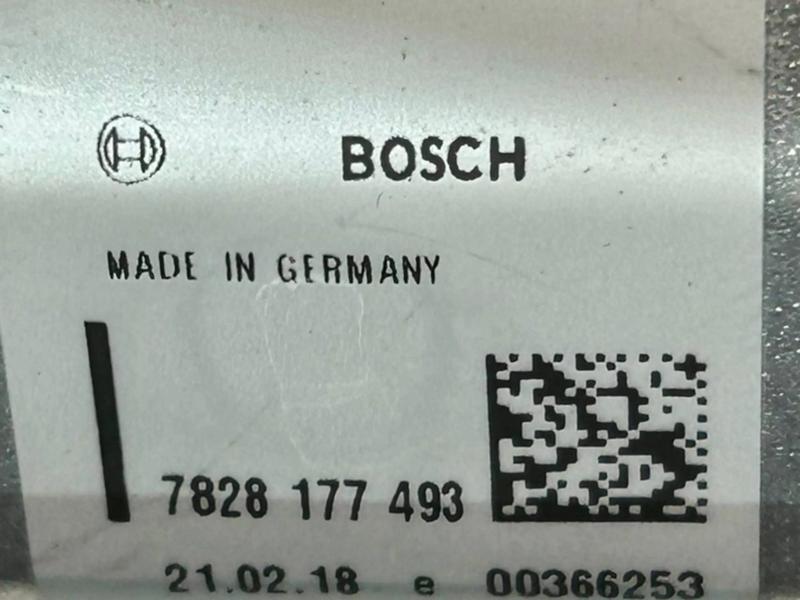 BOSCH
MADE IN GERMANY
7828 177 493
21.02.18 e 00366253